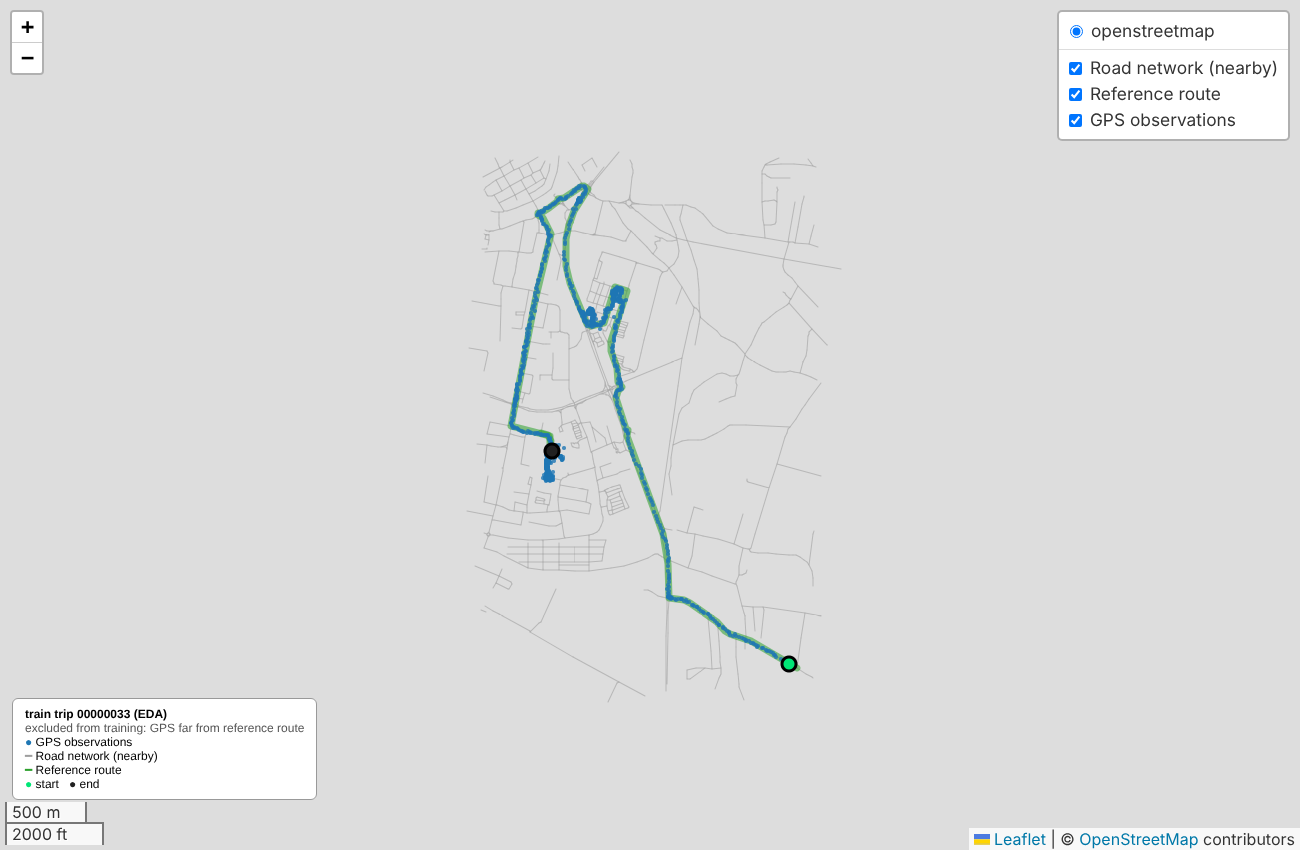 +
−
openstreetmap
Road network (nearby)
Reference route
GPS observations
train trip 00000033 (EDA)
excluded from training: GPS far from reference route
GPS observations
Road network (nearby)
Reference route
start end
500 m
2000 ft
Leaflet | © OpenStreetMap contributors